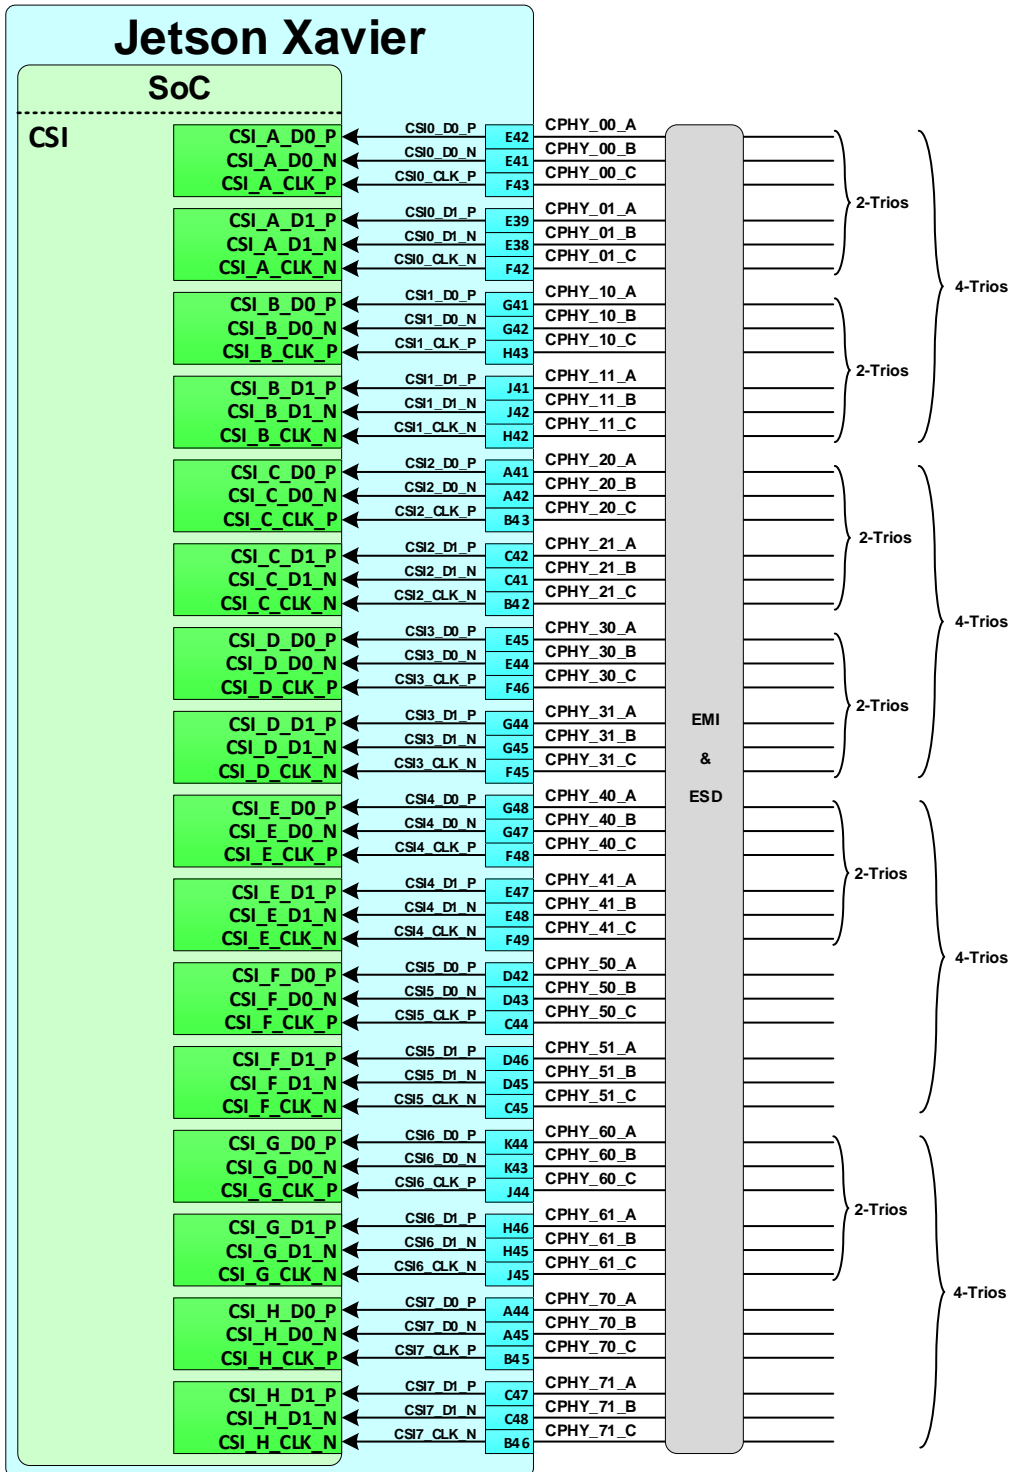 Jetson Xavier
SoC
CSI
CSI_A_D0_P CSI0_D0_P E42 CPHY_00_A
CSI_A_D0_N CSI0_D0_N E41 CPHY_00_B
CSI_A_CLK_P CSI0_CLK_P F43 CPHY_00_C
2-Trios
CSI_A_D1_P CSI0_D1_P E39 CPHY_01_A
CSI_A_D1_N CSI0_D1_N E38 CPHY_01_B
CSI_A_CLK_N CSI0_CLK_N F42 CPHY_01_C
4-Trios
CSI_B_D0_P CSI1_D0_P G41 CPHY_10_A
CSI_B_D0_N CSI1_D0_N G42 CPHY_10_B
CSI_B_CLK_P CSI1_CLK_P H43 CPHY_10_C
2-Trios
CSI_B_D1_P CSI1_D1_P J41 CPHY_11_A
CSI_B_D1_N CSI1_D1_N J42 CPHY_11_B
CSI_B_CLK_N CSI1_CLK_N H42 CPHY_11_C
CSI_C_D0_P CSI2_D0_P A41 CPHY_20_A
CSI_C_D0_N CSI2_D0_N A42 CPHY_20_B
CSI_C_CLK_P CSI2_CLK_P B43 CPHY_20_C
2-Trios
CSI_C_D1_P CSI2_D1_P C42 CPHY_21_A
CSI_C_D1_N CSI2_D1_N C41 CPHY_21_B
CSI_C_CLK_N CSI2_CLK_N B42 CPHY_21_C
4-Trios
CSI_D_D0_P CSI3_D0_P E45 CPHY_30_A
CSI_D_D0_N CSI3_D0_N E44 CPHY_30_B
CSI_D_CLK_P CSI3_CLK_P F46 CPHY_30_C
2-Trios
CSI_D_D1_P CSI3_D1_P G44 CPHY_31_A
CSI_D_D1_N CSI3_D1_N G45 CPHY_31_B
CSI_D_CLK_N CSI3_CLK_N F45 CPHY_31_C
EMI
&
ESD
CSI_E_D0_P CSI4_D0_P G48 CPHY_40_A
CSI_E_D0_N CSI4_D0_N G47 CPHY_40_B
CSI_E_CLK_P CSI4_CLK_P F48 CPHY_40_C
2-Trios
CSI_E_D1_P CSI4_D1_P E47 CPHY_41_A
CSI_E_D1_N CSI4_D1_N E48 CPHY_41_B
CSI_E_CLK_N CSI4_CLK_N F49 CPHY_41_C
4-Trios
CSI_F_D0_P CSI5_D0_P D42 CPHY_50_A
CSI_F_D0_N CSI5_D0_N D43 CPHY_50_B
CSI_F_CLK_P CSI5_CLK_P C44 CPHY_50_C
CSI_F_D1_P CSI5_D1_P D46 CPHY_51_A
CSI_F_D1_N CSI5_D1_N D45 CPHY_51_B
CSI_F_CLK_N CSI5_CLK_N C45 CPHY_51_C
CSI_G_D0_P CSI6_D0_P K44 CPHY_60_A
CSI_G_D0_N CSI6_D0_N K43 CPHY_60_B
CSI_G_CLK_P CSI6_CLK_P J44 CPHY_60_C
2-Trios
CSI_G_D1_P CSI6_D1_P H46 CPHY_61_A
CSI_G_D1_N CSI6_D1_N H45 CPHY_61_B
CSI_G_CLK_N CSI6_CLK_N J45 CPHY_61_C
4-Trios
CSI_H_D0_P CSI7_D0_P A44 CPHY_70_A
CSI_H_D0_N CSI7_D0_N A45 CPHY_70_B
CSI_H_CLK_P CSI7_CLK_P B45 CPHY_70_C
CSI_H_D1_P CSI7_D1_P C47 CPHY_71_A
CSI_H_D1_N CSI7_D1_N C48 CPHY_71_B
CSI_H_CLK_N CSI7_CLK_N B46 CPHY_71_C